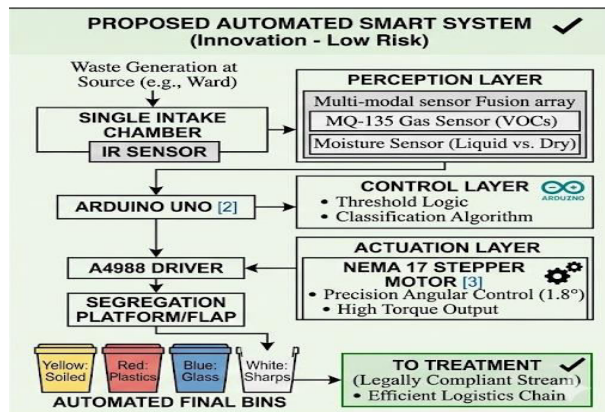 PROPOSED AUTOMATED SMART SYSTEM
(Innovation - Low Risk)
Waste Generation at
Source (e.g., Ward)
SINGLE INTAKE
CHAMBER
IR SENSOR
PERCEPTION LAYER
Multi-modal sensor Fusion array
MQ-135 Gas Sensor (VOCs)
Moisture Sensor (Liquid vs. Dry)
ARDUINO UNO [2]
CONTROL LAYER
ARDUZNO
• Threshold Logic
• Classification Algorithm
ACTUATION LAYER
A4988 DRIVER
NEMA 17 STEPPER
MOTOR [3]
• Precision Angular Control (1.8°)
• High Torque Output
SEGREGATION
PLATFORM/FLAP
Yellow:
Soiled
Red:
Plastics
Blue:
Glass
White:
Sharps
AUTOMATED FINAL BINS
TO TREATMENT
(Legally Compliant Stream)
• Efficient Logistics Chain